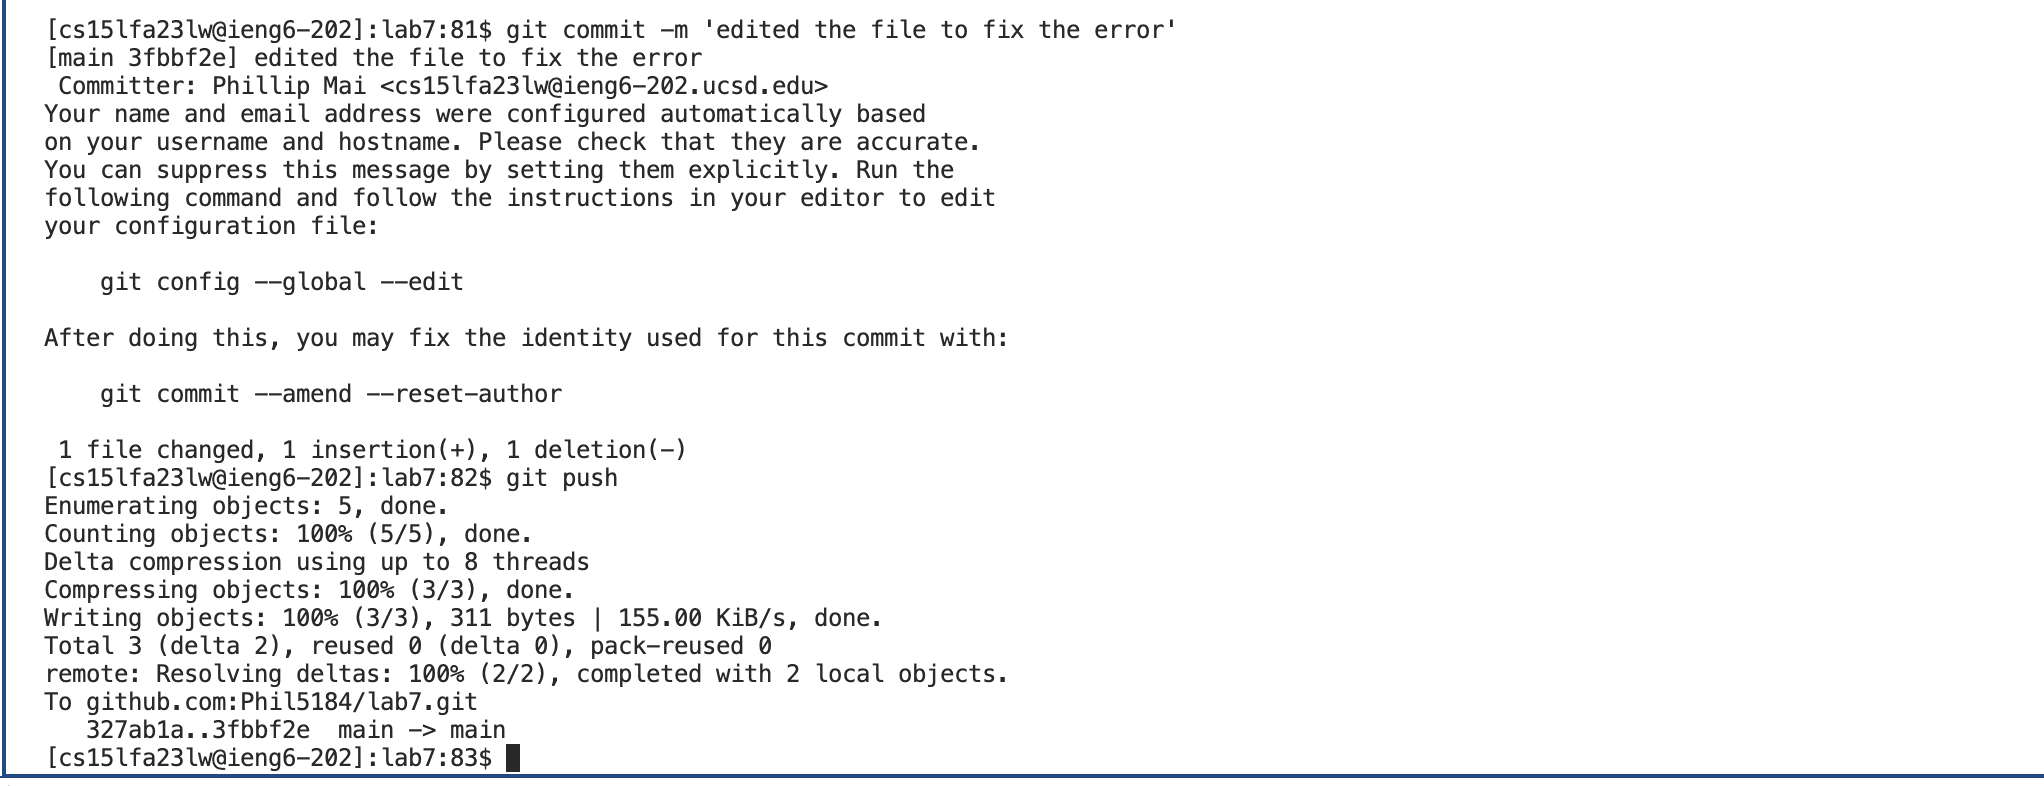 [cs15lfa23lw@ieng6-202]:lab7:81$ git commit -m 'edited the file to fix the error'
[main 3fbbf2e] edited the file to fix the error
 Committer: Phillip Mai <cs15lfa23lw@ieng6-202.ucsd.edu>
Your name and email address were configured automatically based
on your username and hostname. Please check that they are accurate.
You can suppress this message by setting them explicitly. Run the
following command and follow the instructions in your editor to edit
your configuration file:

    git config --global --edit

After doing this, you may fix the identity used for this commit with:

    git commit --amend --reset-author

 1 file changed, 1 insertion(+), 1 deletion(-)
[cs15lfa23lw@ieng6-202]:lab7:82$ git push
Enumerating objects: 5, done.
Counting objects: 100% (5/5), done.
Delta compression using up to 8 threads
Compressing objects: 100% (3/3), done.
Writing objects: 100% (3/3), 311 bytes | 155.00 KiB/s, done.
Total 3 (delta 2), reused 0 (delta 0), pack-reused 0
remote: Resolving deltas: 100% (2/2), completed with 2 local objects.
To github.com:Phil5184/lab7.git
   327ab1a..3fbbf2e  main -> main
[cs15lfa23lw@ieng6-202]:lab7:83$